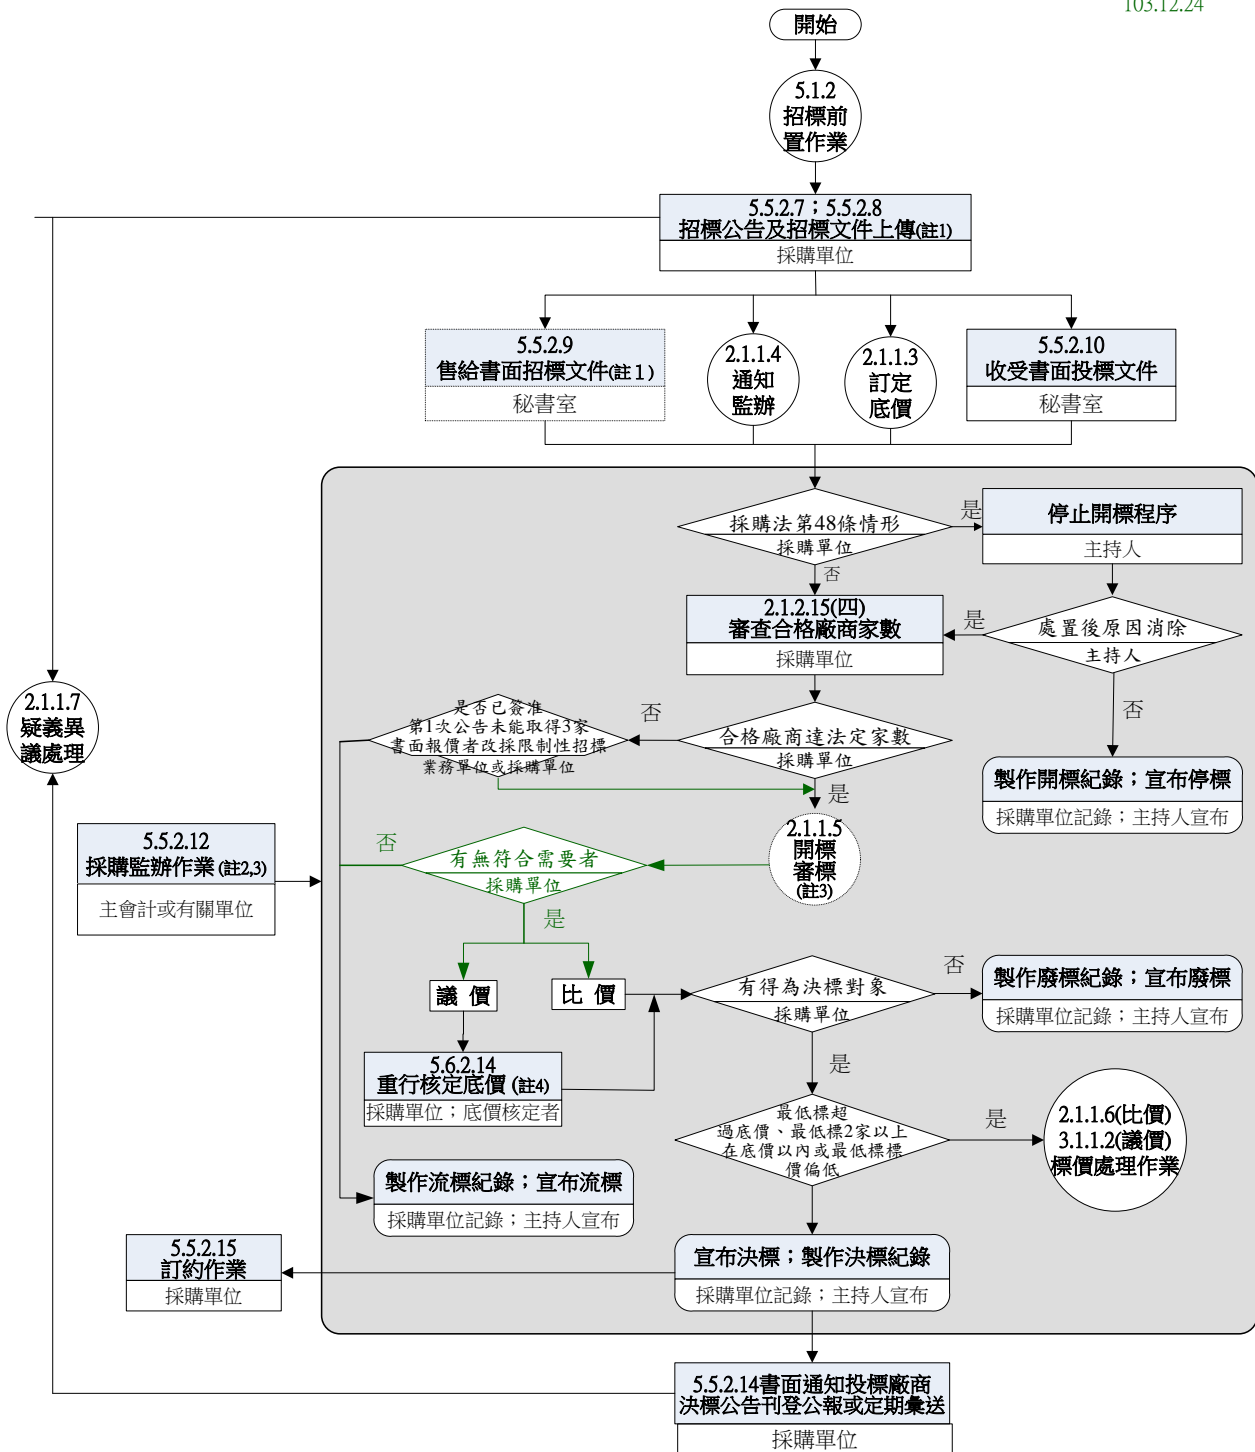 103.12.24
開始
5.1.2
招標前
置作業
5.5.2.7；5.5.2.8
招標公告及招標文件上傳(註1)
採購單位
5.5.2.9
售給書面招標文件(註１)
秘書室
2.1.1.4
通知
監辦
2.1.1.3
訂定
底價
5.5.2.10
收受書面投標文件
秘書室
採購法第48條情形
採購單位
是
停止開標程序
主持人
否
2.1.2.15(四)
審查合格廠商家數
採購單位
是
處置後原因消除
主持人
否
2.1.1.7
疑義異
議處理
是否已簽准
第1次公告未能取得3家
書面報價者改採限制性招標
業務單位或採購單位
否
合格廠商達法定家數
採購單位
是
製作開標紀錄；宣布停標
採購單位記錄；主持人宣布
5.5.2.12
採購監辦作業(註2,3)
主會計或有關單位
否
有無符合需要者
採購單位
是
2.1.1.5
開標
審標
(註3)
議 價
比 價
有得為決標對象
採購單位
否
製作廢標紀錄；宣布廢標
採購單位記錄；主持人宣布
5.6.2.14
重行核定底價(註4)
採購單位；底價核定者
是
最低標超
過底價、最低標2家以上
在底價以內或最低標標
價偏低
是
2.1.1.6(比價)
3.1.1.2(議價)
標價處理作業
製作流標紀錄；宣布流標
採購單位記錄；主持人宣布
5.5.2.15
訂約作業
採購單位
宣布決標；製作決標紀錄
採購單位記錄；主持人宣布
5.5.2.14書面通知投標廠商
決標公告刊登公報或定期彙送
採購單位